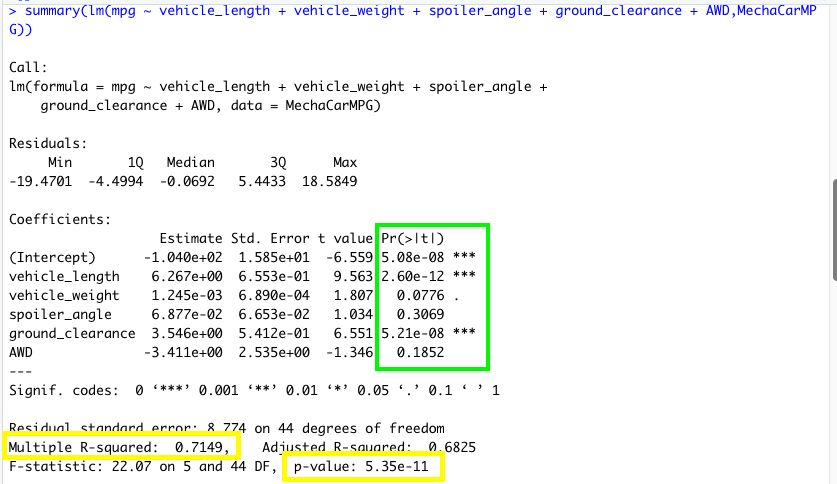 > summary(lm(mpg ~ vehicle_length + vehicle_weight + spoiler_angle + ground_clearance + AWD,MechaCarMP
G))
Call:
lm(formula = mpg ~ vehicle_length + vehicle_weight + spoiler_angle +
    ground_clearance + AWD, data = MechaCarMPG)
Residuals:
     Min       1Q   Median       3Q      Max
-19.4701  -4.4994  -0.0692   5.4433  18.5849
Coefficients:
                   Estimate Std. Error t value Pr(>|t|)
(Intercept)      -1.040e+02  1.585e+01  -6.559 5.08e-08 ***
vehicle_length    6.267e+00  6.553e-01   9.563 2.60e-12 ***
vehicle_weight    1.245e-03  6.890e-04   1.807   0.0776 .
spoiler_angle     6.877e-02  6.653e-02   1.034   0.3069
ground_clearance  3.546e+00  5.412e-01   6.551 5.21e-08 ***
AWD              -3.411e+00  2.535e+00  -1.346   0.1852
---
Signif. codes:  0 ‘***’ 0.001 ‘**’ 0.01 ‘*’ 0.05 ‘.’ 0.1 ‘ ’ 1
Residual standard error: 8.774 on 44 degrees of freedom
Multiple R-squared:  0.7149,	Adjusted R-squared:  0.6825
F-statistic: 22.07 on 5 and 44 DF,  p-value: 5.35e-11